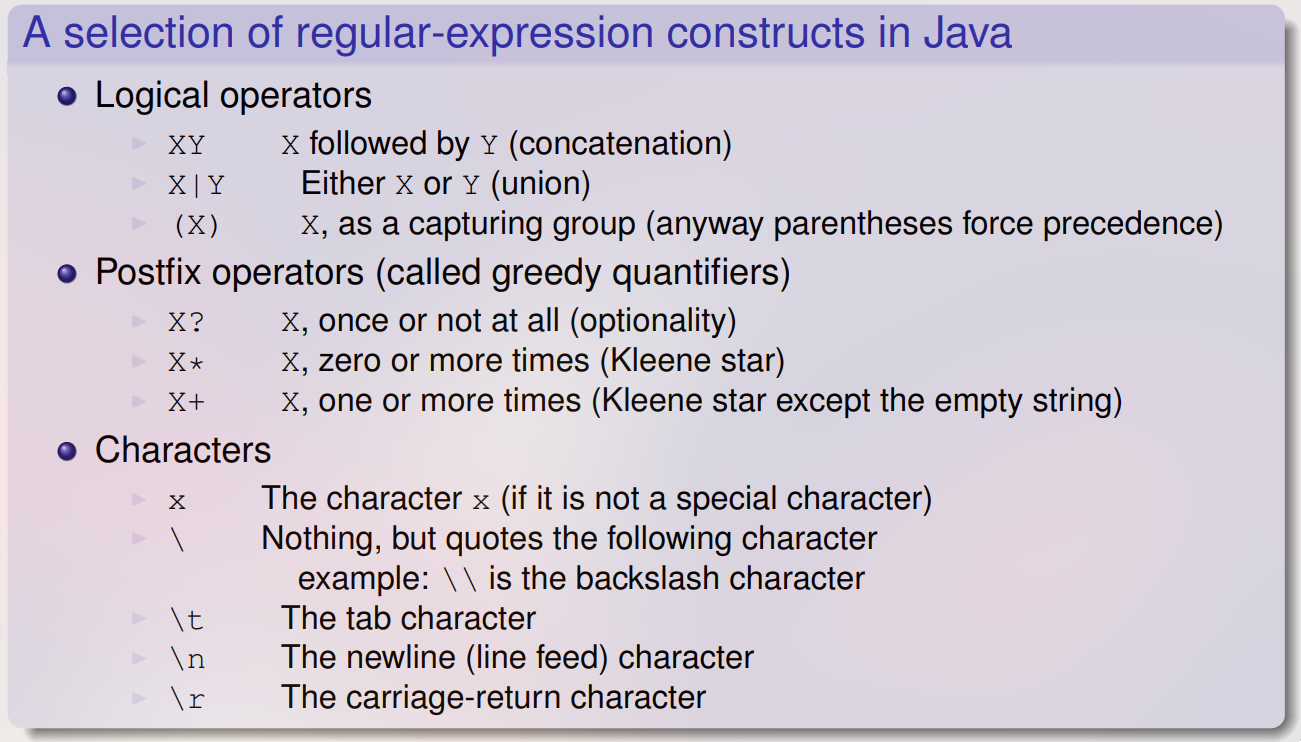 A selection of regular-expression constructs in Java
Logical operators
XY X followed by Y (concatenation)
X|Y Either X or Y (union)
(X) X, as a capturing group (anyway parentheses force precedence)
Postfix operators (called greedy quantifiers)
X? X, once or not at all (optionality)
X* X, zero or more times (Kleene star)
X+ X, one or more times (Kleene star except the empty string)
Characters
x The character x (if it is not a special character)
\ Nothing, but quotes the following character
example: \\ is the backslash character
\t The tab character
\n The newline (line feed) character
\r The carriage-return character